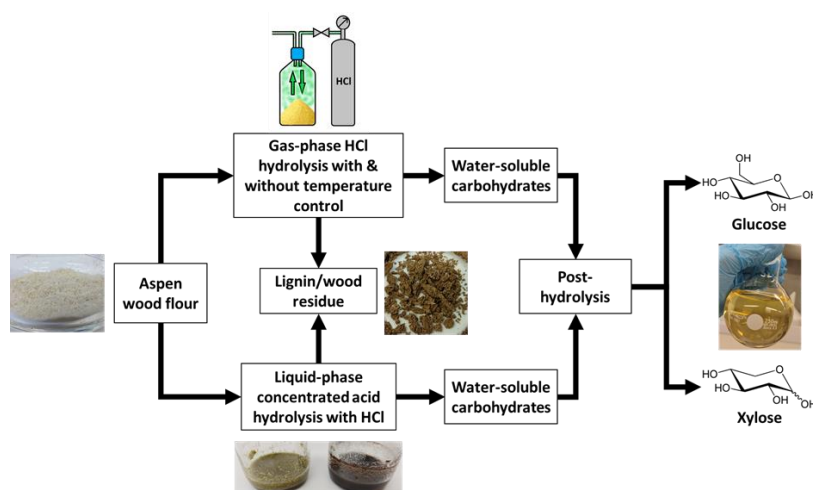 HCl
Gas-phase HCl
hydrolysis with &
without temperature
control
Water-soluble
carbohydrates
OH
HO
O
HO
OH
OH
Glucose
Aspen
wood flour
Lignin/wood
residue
Post-
hydrolysis
Liquid-phase
concentrated acid
hydrolysis with HCl
Water-soluble
carbohydrates
HO
O
HO
OH
OH
Xylose